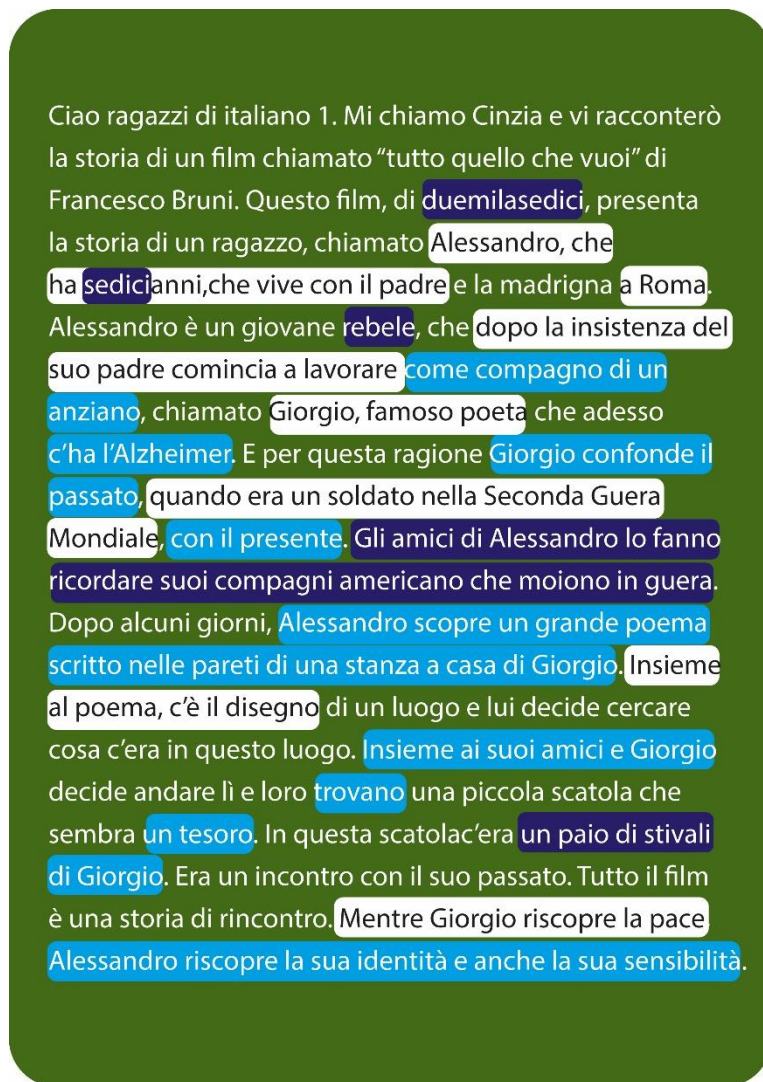 Ciao ragazzi di italiano 1. Mi chiamo Cinzia e vi racconterò
la storia di un film chiamato “tutto quello che vuoi” di
Francesco Bruni. Questo film, di duemilasedici, presenta
la storia di un ragazzo, chiamato Alessandro, che
ha sedicianni,che vive con il padre e la madrigna a Roma.
Alessandro è un giovane rebele, che dopo la insistenza del
suo padre comincia a lavorare come compagno di un
anziano, chiamato Giorgio, famoso poeta che adesso
c’ha l’Alzheimer. E per questa ragione Giorgio confonde il
passato, quando era un soldato nella Seconda Guera
Mondiale, con il presente. Gli amici di Alessandro lo fanno
ricordare suoi compagni americano che moiono in guera.
Dopo alcuni giorni, Alessandro scopre un grande poema
scritto nelle pareti di una stanza a casa di Giorgio. Insieme
al poema, c’è il disegno di un luogo e lui decide cercare
cosa c’era in questo luogo. Insieme ai suoi amici e Giorgio
decide andare lì e loro trovano una piccola scatola che
sembra un tesoro. In questa scatolac’era un paio di stivali
di Giorgio. Era un incontro con il suo passato. Tutto il film
è una storia di rincontro. Mentre Giorgio riscopre la pace
Alessandro riscopre la sua identità e anche la sua sensibilità.